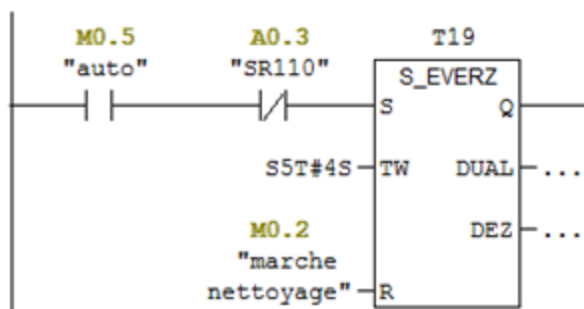 M0.5 A0.3 T19
"auto" "SR110" S_EVERZ
S Q
S5T#4S TW DUAL ...
M0.2 DEZ ...
"marche
nettoyage" R